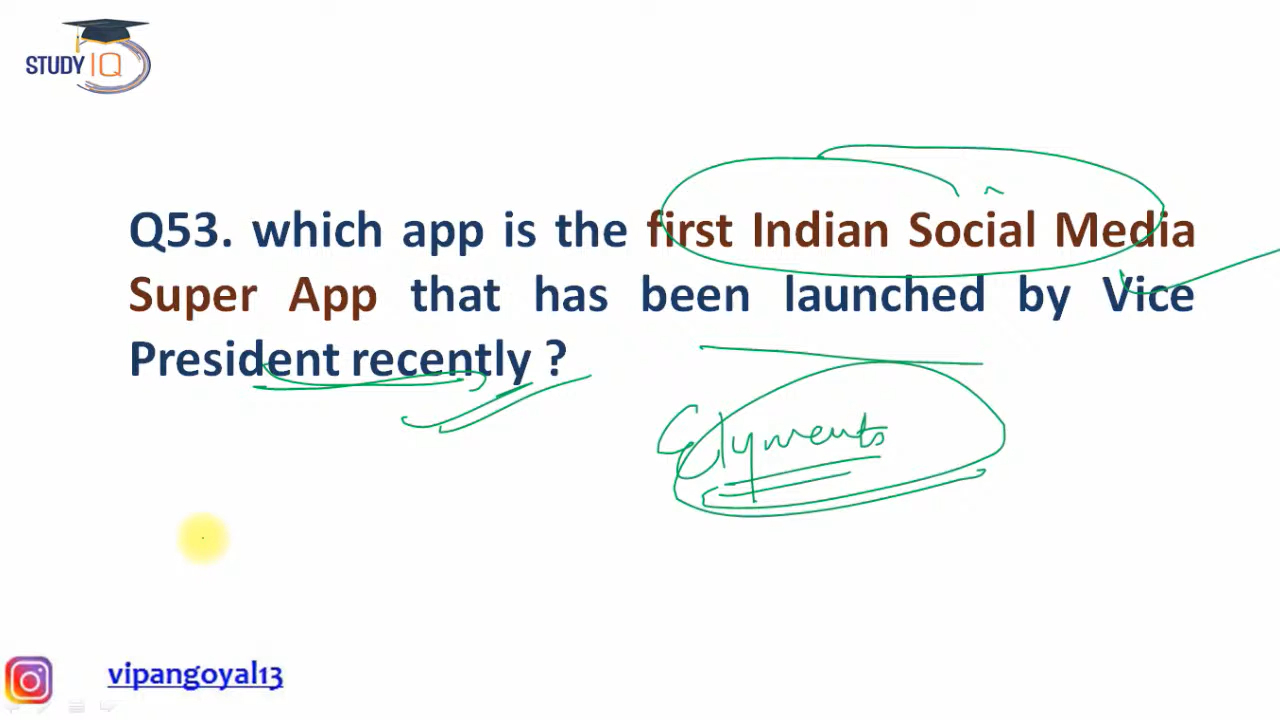 STUDY IQ
Q53. which app is the first Indian Social Media
Super App that has been launched by Vice
President recently ?
Elyments
vipangoyal13